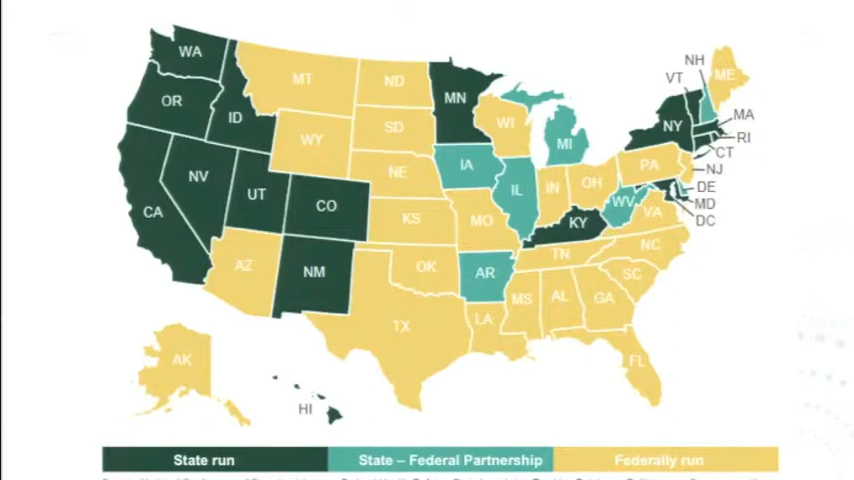 NH
WA
ME
MT
ND
VT
MN
OR
MA
ID
SD
WI
NY
RI
WY
MI
CT
IA
PA
NJ
NV
NE
IL
IN
OH
DE
UT
WV
MD
CO
CA
KS
MO
KY
VA
DC
NC
TN
AZ
NM
OK
AR
SC
MS
AL
GA
TX
LA
AK
FL
HI
State run
State – Federal Partnership
Federally run